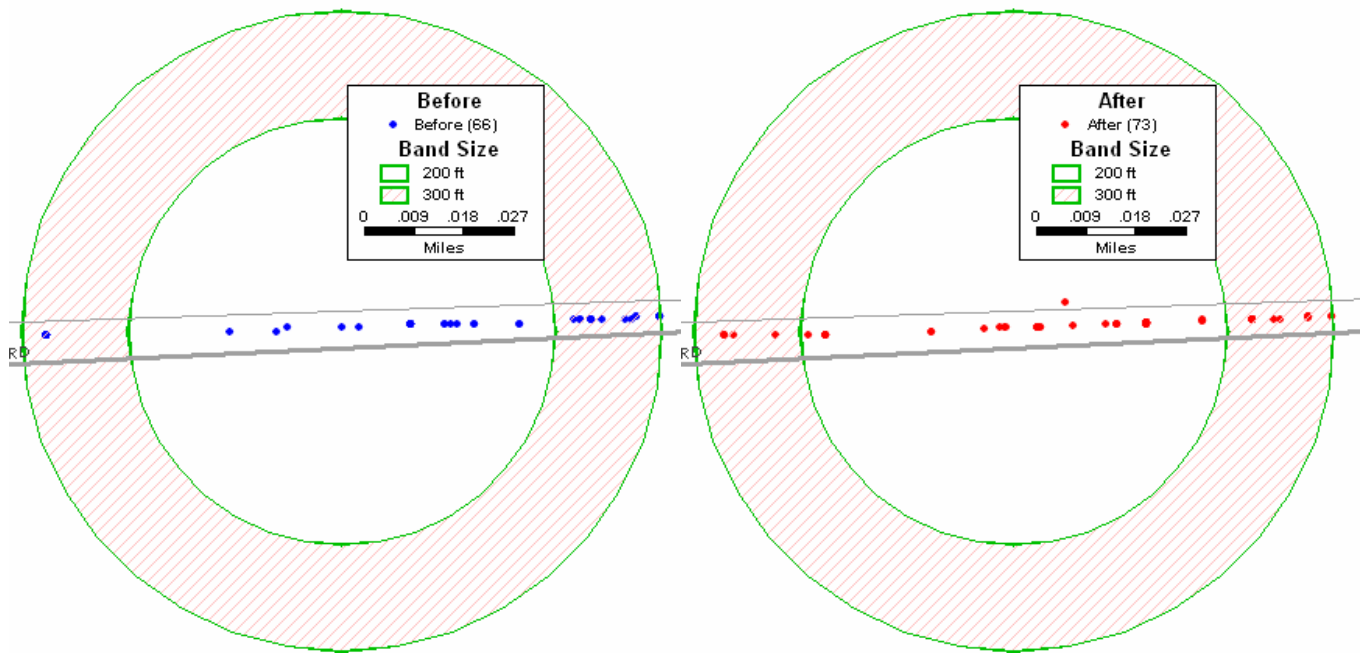 Before
Before (66)
Band Size
200 ft
300 ft
0 .009 .018 .027
Miles
RD
After
After (73)
Band Size
200 ft
300 ft
0 .009 .018 .027
Miles
RD